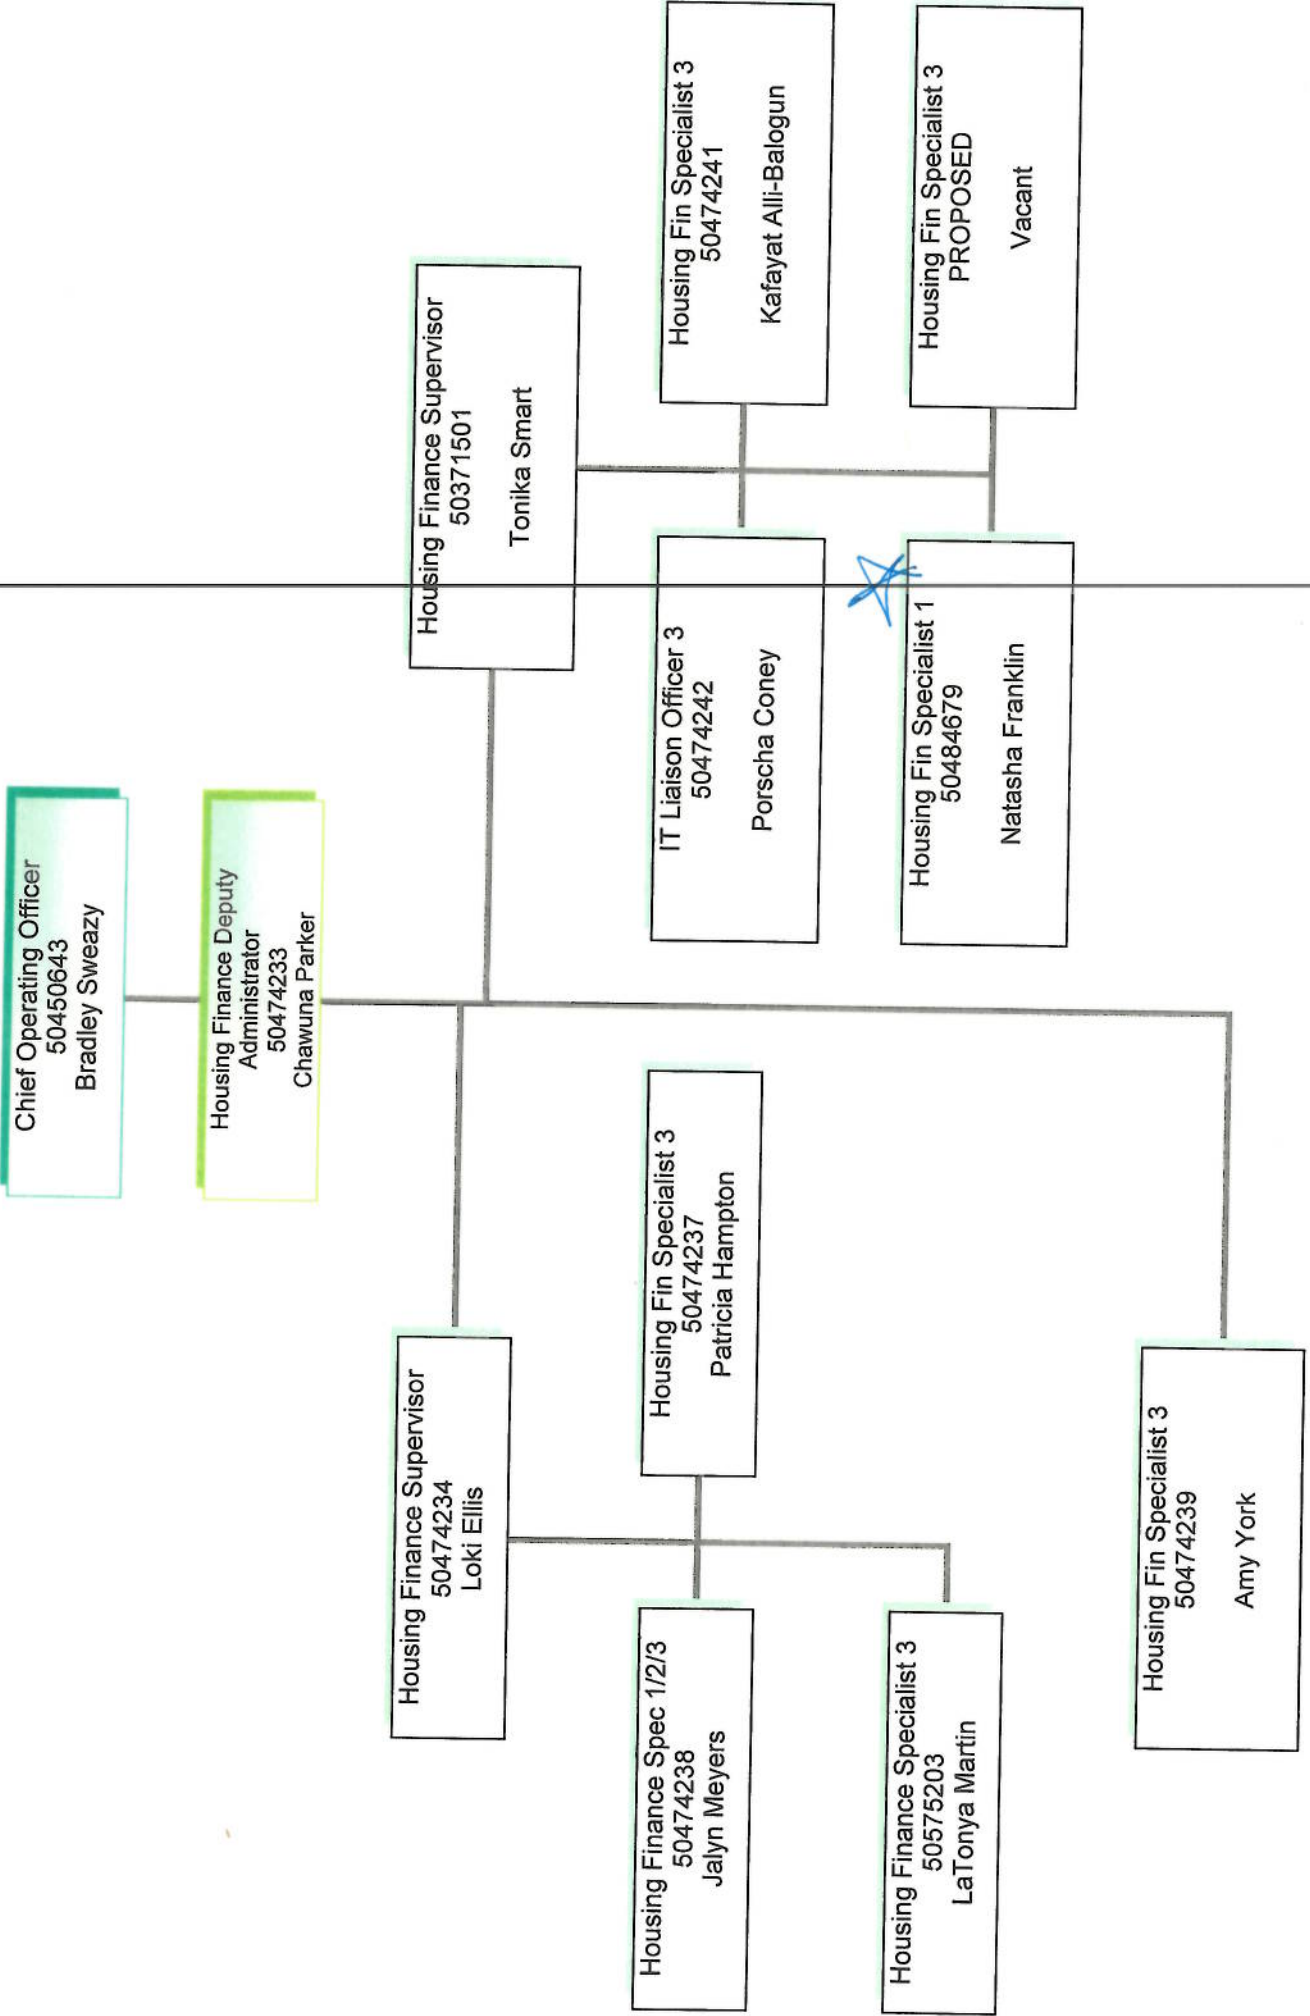 Chief Operating Officer
50450643
Bradley Sweazy
Housing Finance Deputy
Administrator
50474233
Chawuna Parker
Housing Finance Supervisor
50474234
Loki Ellis
Housing Finance Supervisor
50371501
Tonika Smart
Housing Finance Spec 1/2/3
50474238
Jalyn Meyers
Housing Fin Specialist 3
50474237
Patricia Hampton
IT Liaison Officer 3
50474242
Porscha Coney
Housing Fin Specialist 3
50474241
Kafayat Alli-Balogun
Housing Finance Specialist 3
50575203
LaTonya Martin
Housing Fin Specialist 1
50484679
Natasha Franklin
Housing Fin Specialist 3
PROPOSED
Vacant
Housing Fin Specialist 3
50474239
Amy York